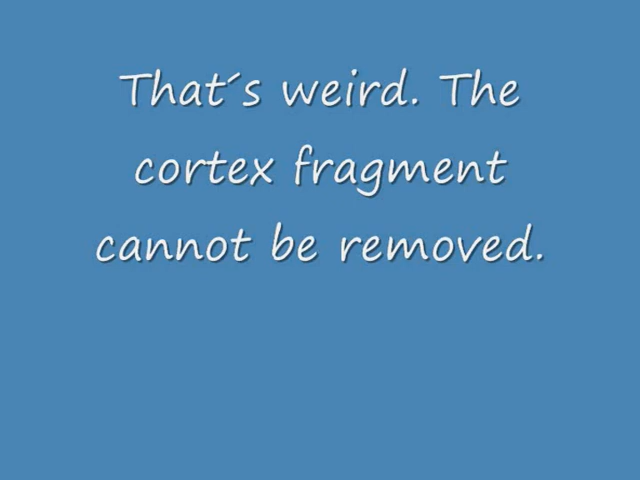 That´s weird. The
cortex fragment
cannot be removed.